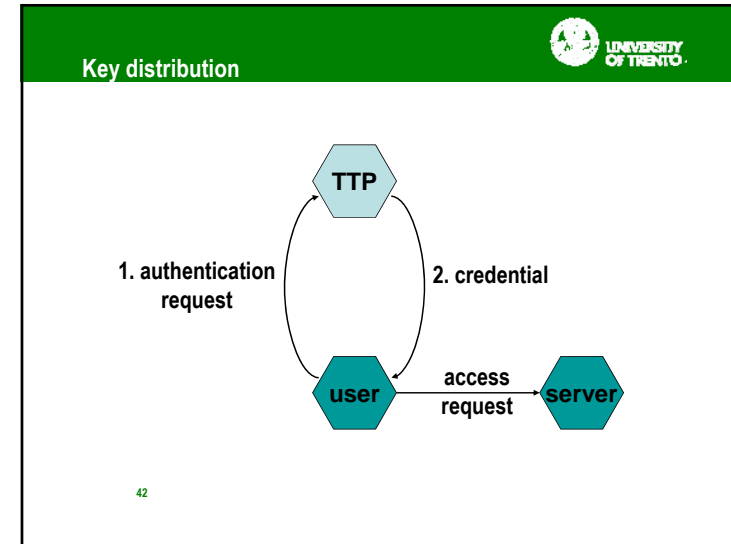 UNIVERSITY
OF TRENTO
Key distribution
TTP
1. authentication
request
2. credential
user
access
request
server
42